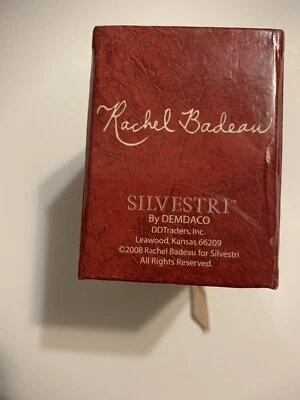 Rachel Badeau
SILVESTRI™
By DEMDACO
DDTraders, Inc.
Leawood, Kansas 66209
©2008 Rachel Badeau for Silvestri
All Rights Reserved.